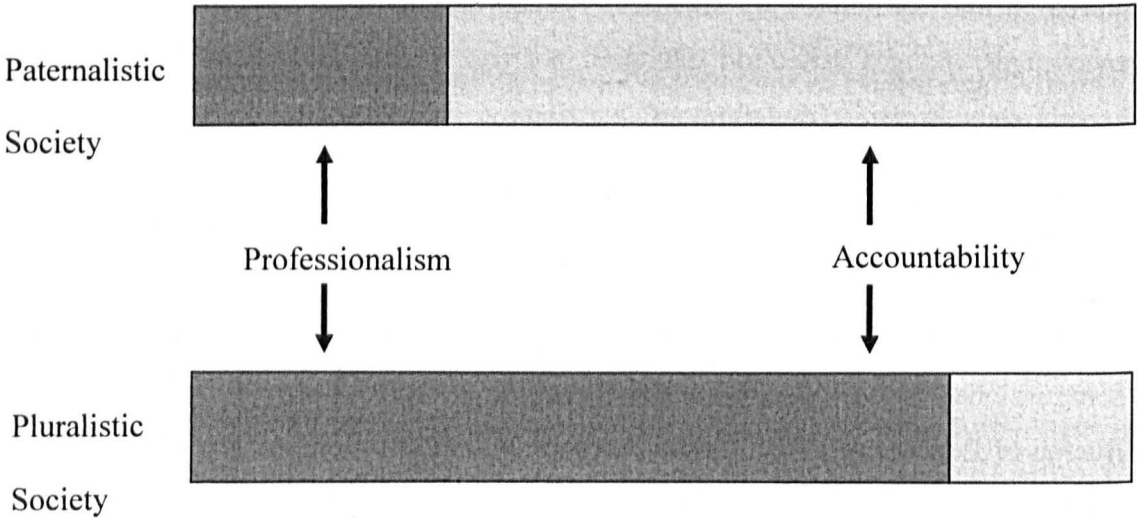 Paternalistic
Society
Professionalism
Accountability
Pluralistic
Society